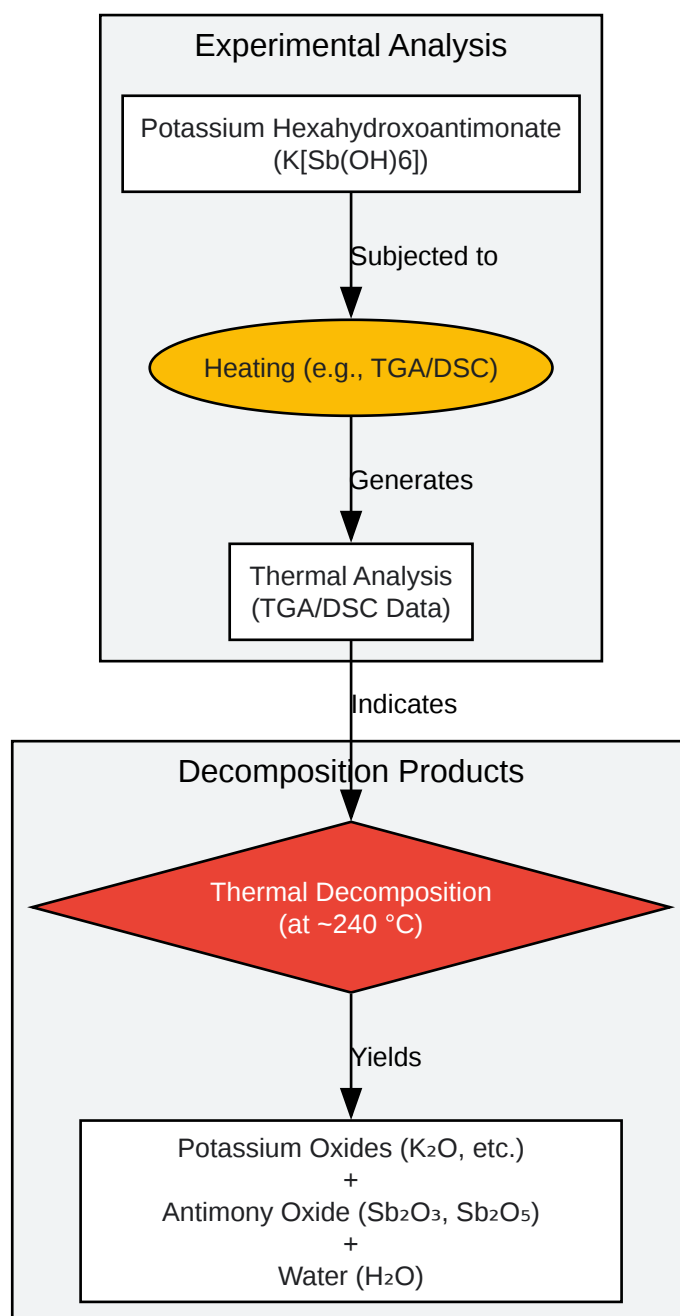 Experimental Analysis
Potassium Hexahydroxoantimonate
(K[Sb(OH)6])
Subjected to
Heating (e.g., TGA/DSC)
Generates
Thermal Analysis
(TGA/DSC Data)
Indicates
Decomposition Products
Thermal Decomposition
(at ~240 °C)
Yields
Potassium Oxides (K₂O, etc.)
+
Antimony Oxide (Sb₂O₃, Sb₂O₅)
+
Water (H₂O)